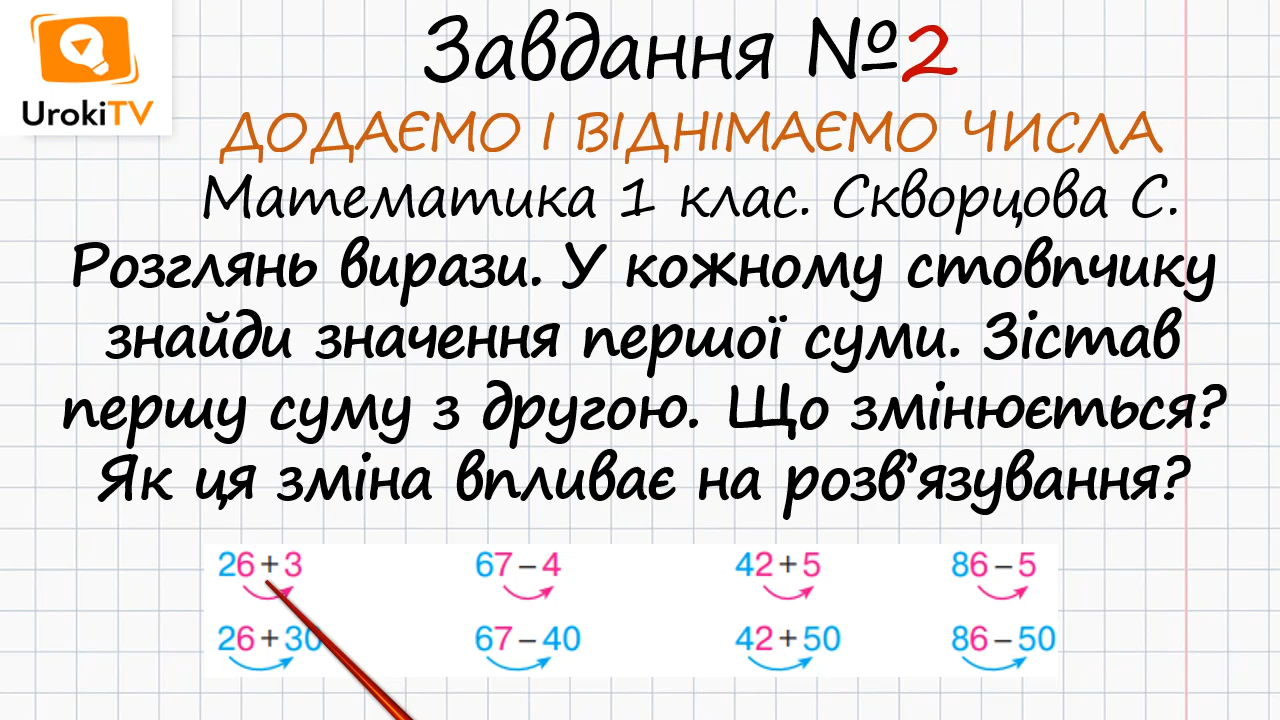 UrokiTV
Завдання №2
ДОДАЄМО І ВІДНІМАЄМО ЧИСЛА
Математика 1 клас. Скворцова С.
Розглянь вирази. У кожному стовпчику
знайди значення першої суми. Зістав
першу суму з другою. Що змінюється?
Як ця зміна впливає на розв’язування?
26+3 67–4 42+5 86–5
26+30 67–40 42+50 86–50